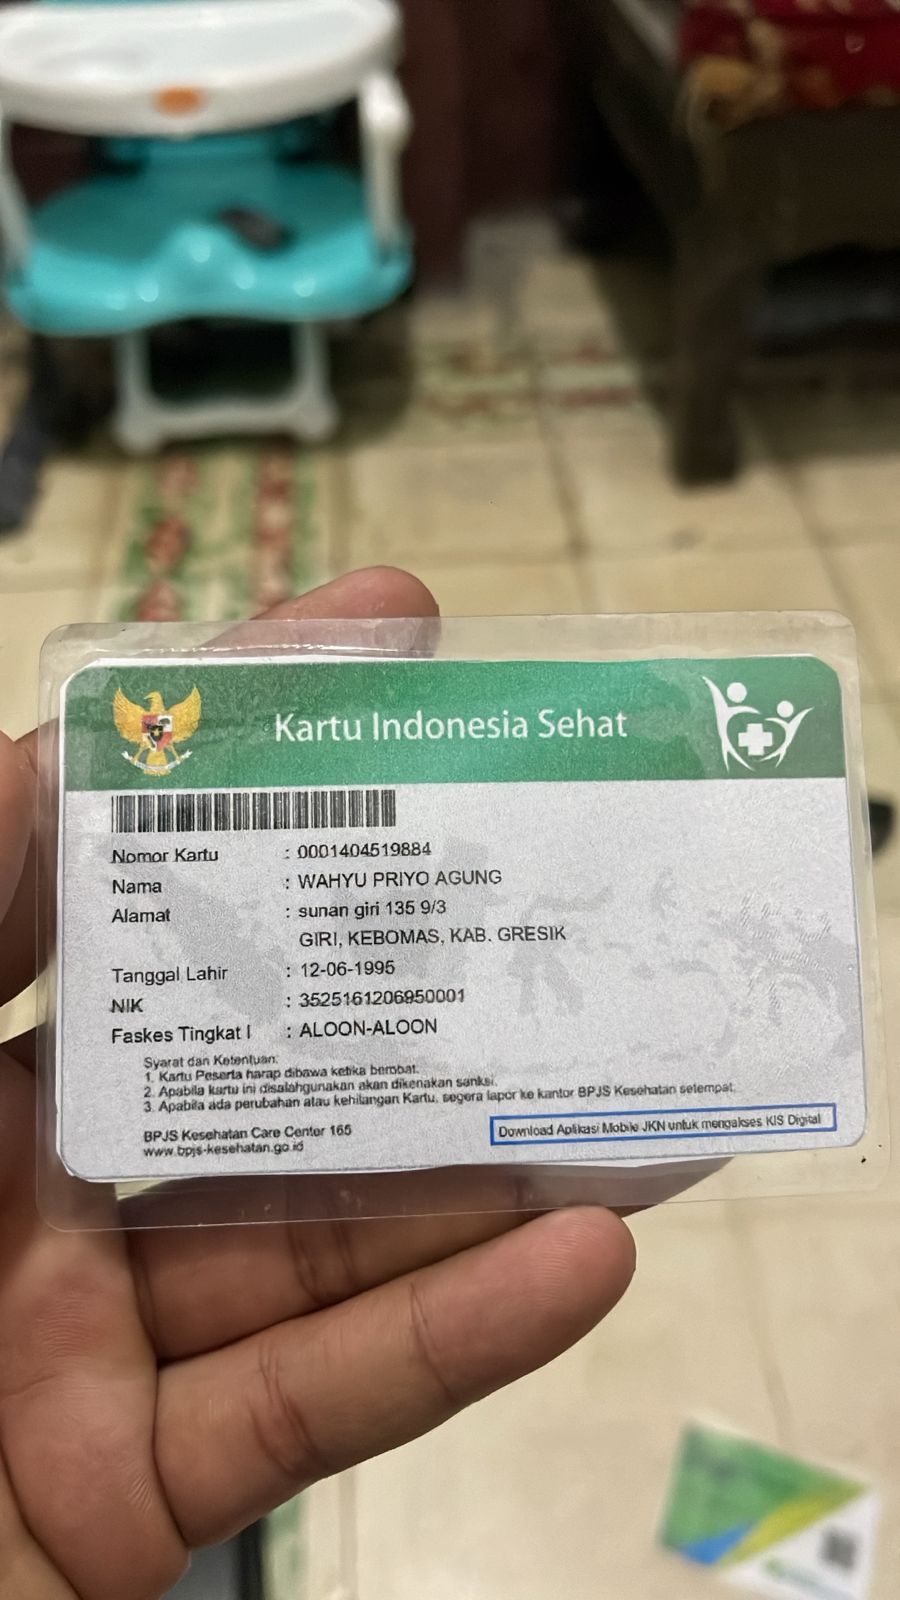 Kartu Indonesia Sehat
Nomor Kartu : 0001404519884
Nama : WAHYU PRIYO AGUNG
Alamat : sunan giri 135 9/3
GIRI, KEBOMAS, KAB. GRESIK
Tanggal Lahir : 12-06-1995
NIK : 3525161206950001
Faskes Tingkat I : ALOON-ALOON
Syarat dan Ketentuan:
1. Kartu Peserta harap dibawa ketika berobat.
2. Apabila kartu ini disalahgunakan akan dikenakan sanksi.
3. Apabila ada perubahan atau kehilangan Kartu, segera lapor ke kantor BPJS Kesehatan setempat.
BPJS Kesehatan Care Center 165
www.bpjs-kesehatan.go.id
Download Aplikasi Mobile JKN untuk mengakses KIS Digital